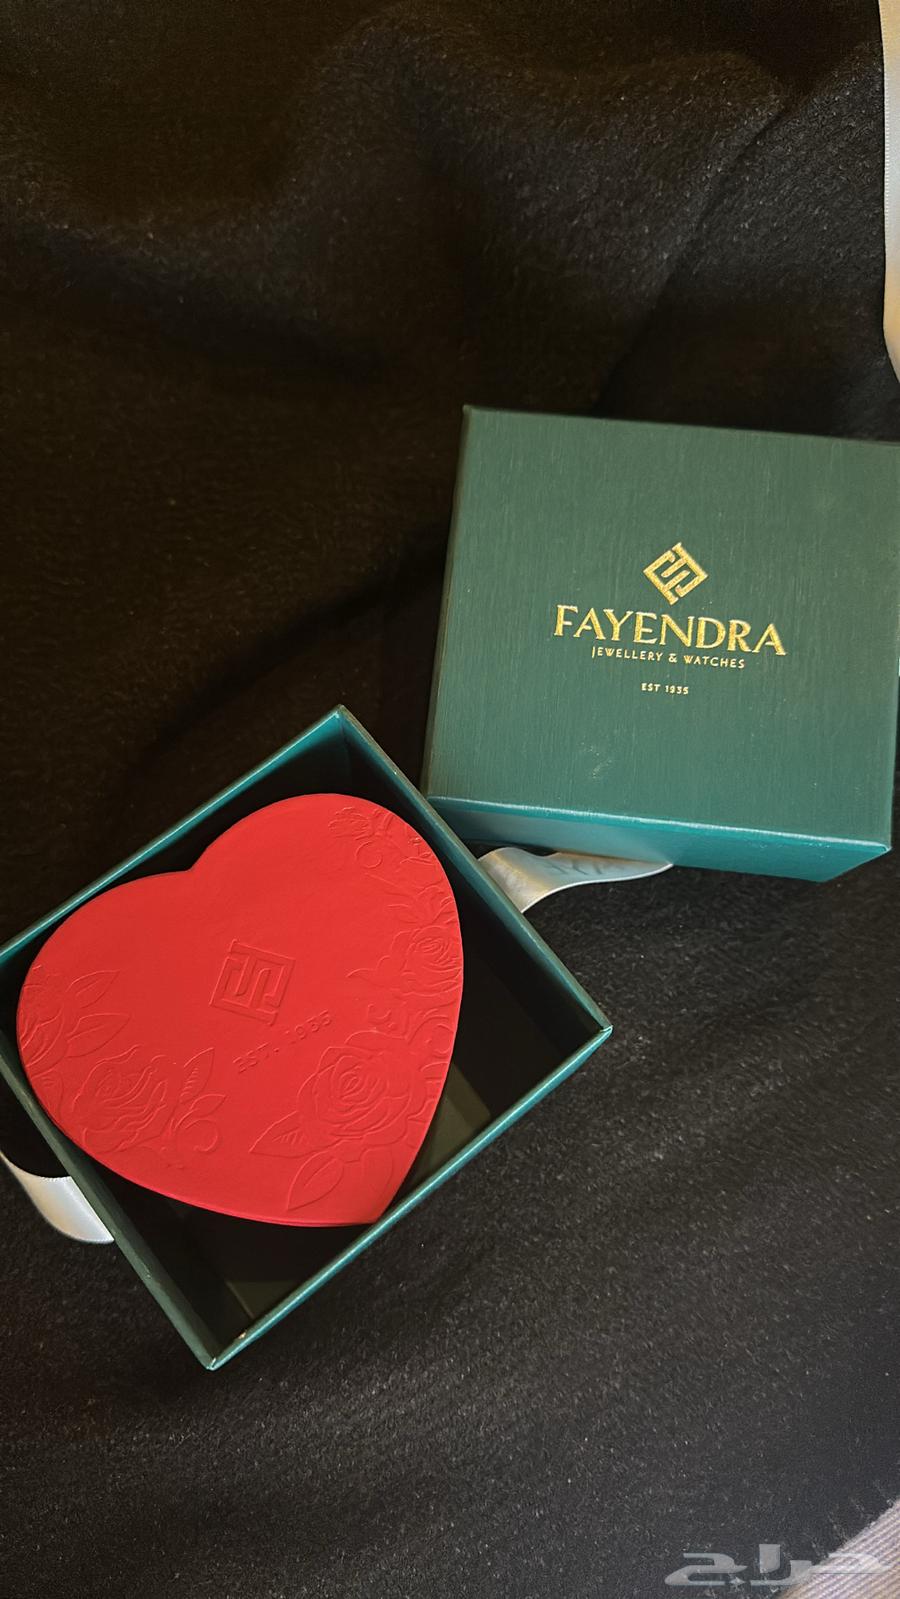 FAYENDRA
JEWELLERY & WATCHES
EST 1935
EST. 1935
حراج